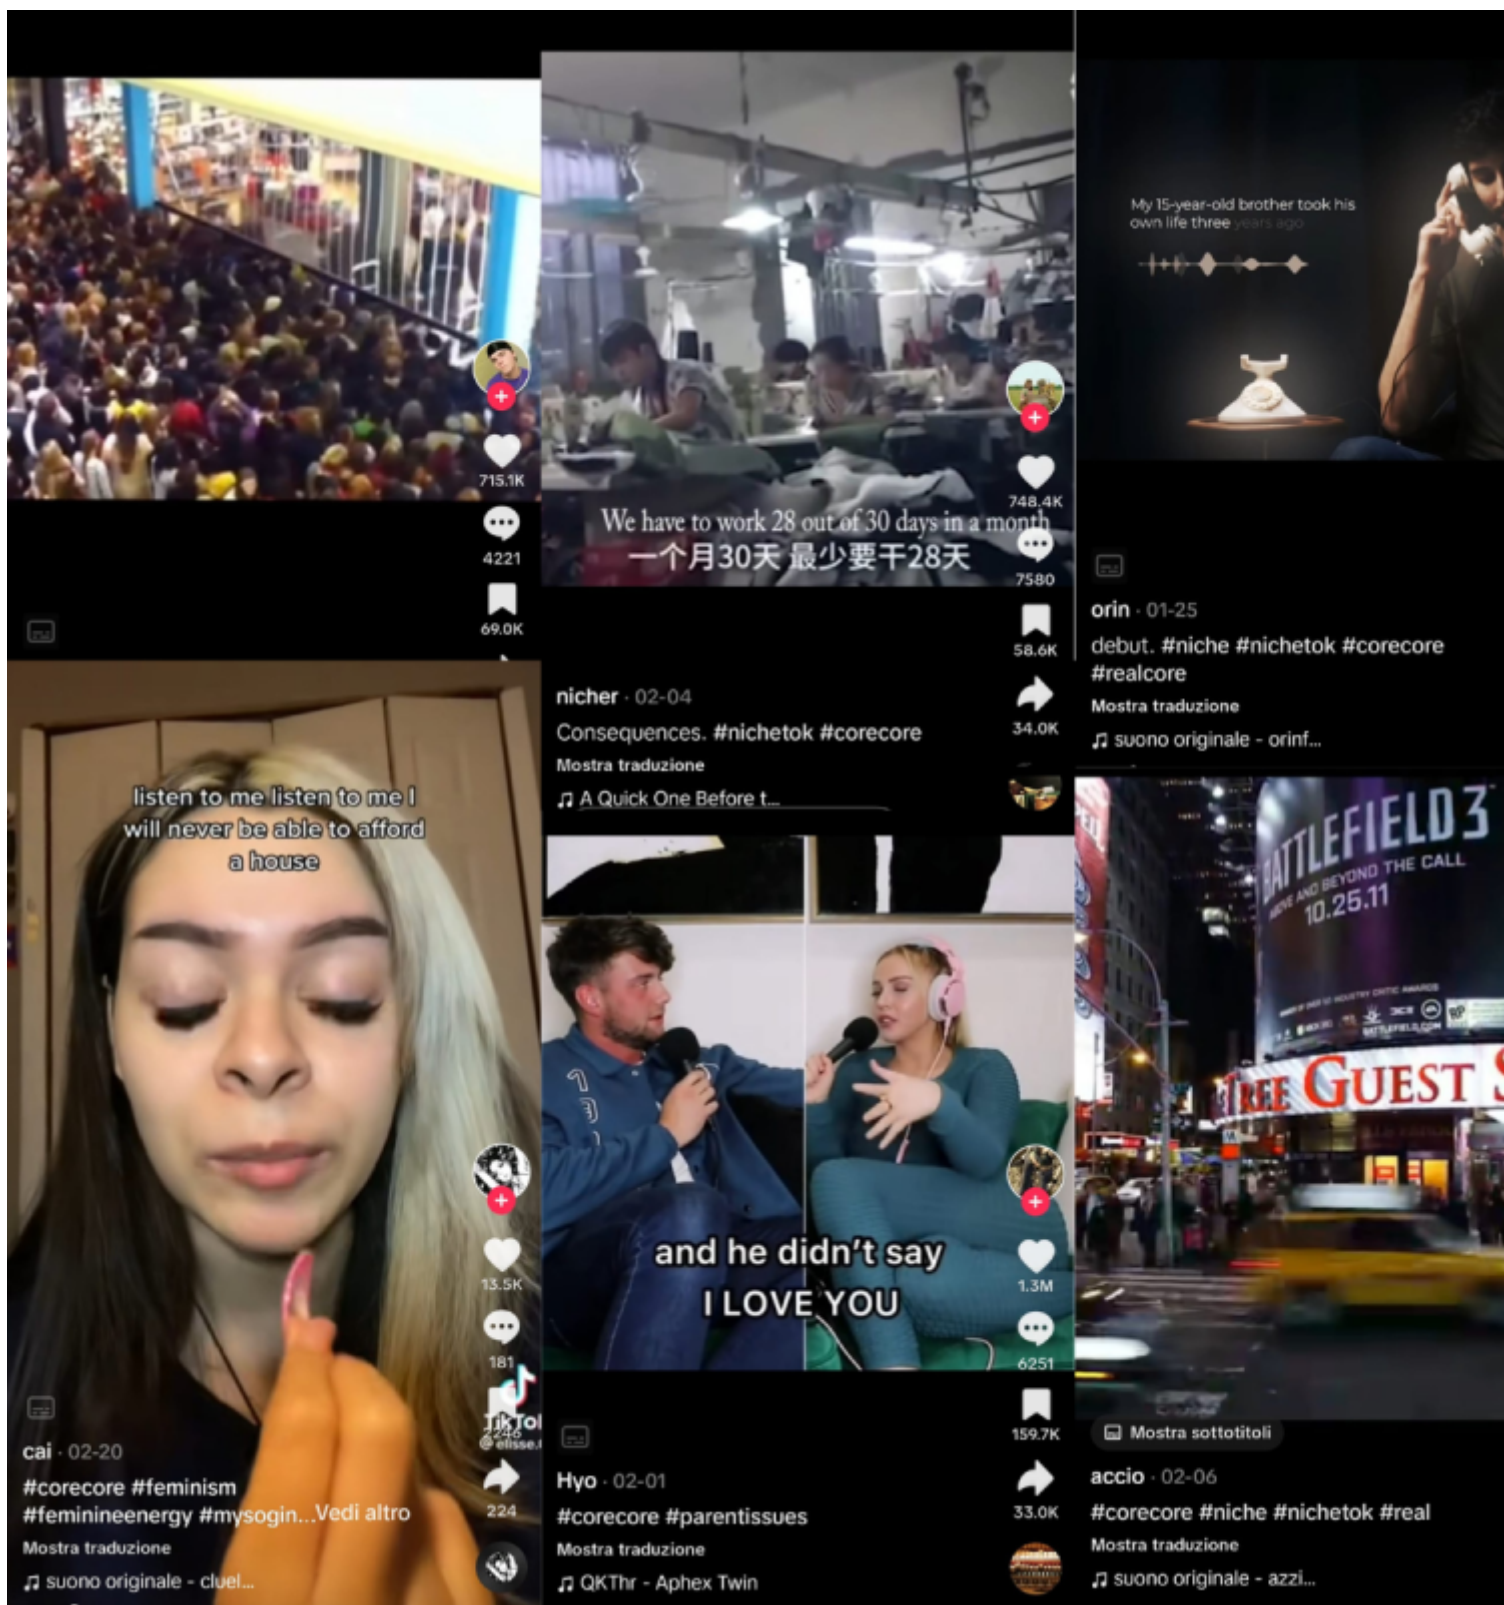 715.1K
4221
69.0K
We have to work 28 out of 30 days in a month
一个月30天 最少要干28天
748.4K
7580
58.6K
34.0K
nicher · 02-04
Consequences. #nichetok #corecore
Mostra traduzione
A Quick One Before t...
My 15-year-old brother took his
own life three years ago
orin · 01-25
debut. #niche #nichetok #corecore
#realcore
Mostra traduzione
suono originale - orinf...
listen to me listen to me I
will never be able to afford
a house
13.5K
181
2246
TikTok
224
cai · 02-20
#corecore #feminism
#feminineenergy #mysogin...Vedi altro
Mostra traduzione
suono originale - cluel...
and he didn't say
I LOVE YOU
1.3M
6251
159.7K
33.0K
Hyo · 02-01
#corecore #parentissues
Mostra traduzione
QKThr - Aphex Twin
BATTLEFIELD 3
ABOVE AND BEYOND THE CALL
10.25.11
BATTLEFIELD.COM
GUEST
Mostra sottotitoli
accio · 02-06
#corecore #niche #nichetok #real
Mostra traduzione
suono originale - azzi...